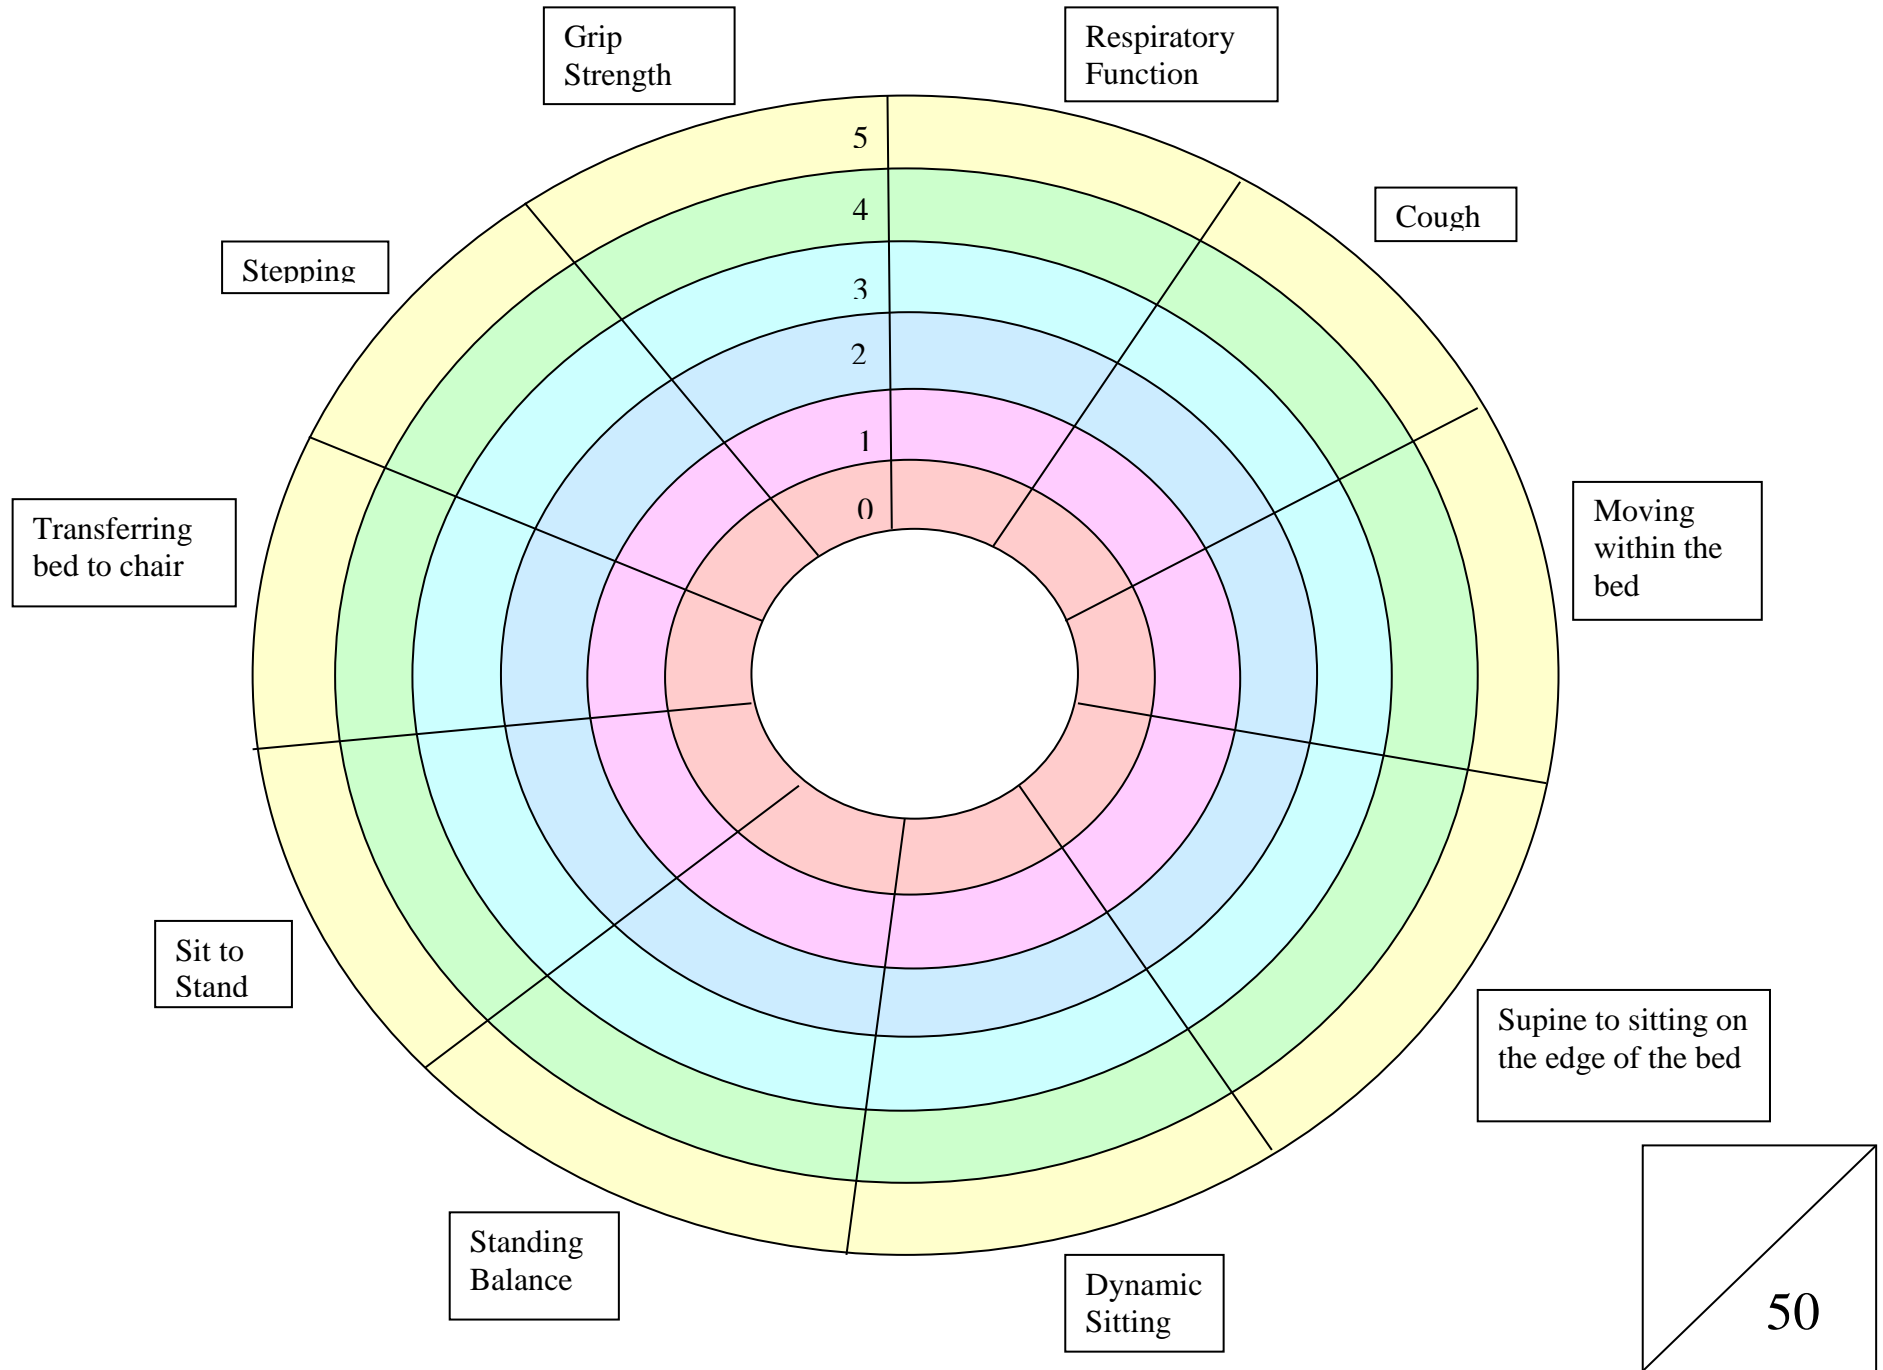 Grip
Strength
Respiratory
Function
5
Cough
4
Stepping
3
2
1
0
Transferring
bed to chair
Moving
within the
bed
Sit to
Stand
Supine to sitting on
the edge of the bed
Standing
Balance
Dynamic
Sitting
50